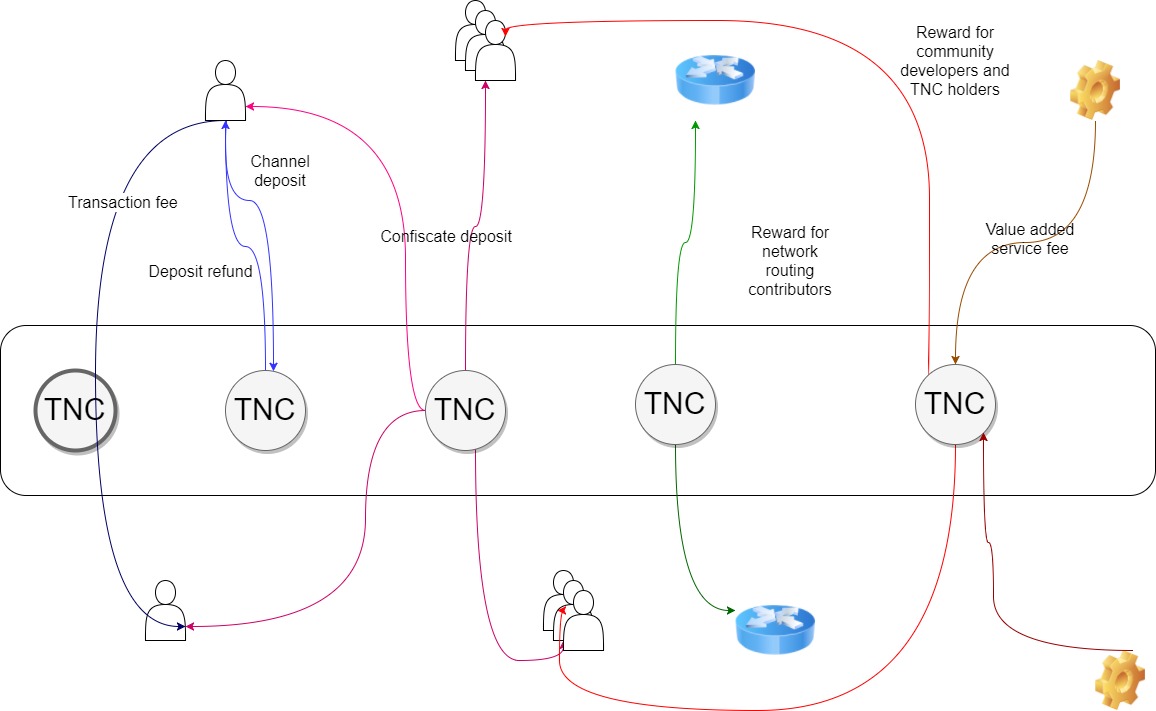 Reward for
community
developers and
TNC holders
Channel
deposit
Transaction fee
Confiscate deposit
Deposit refund
Reward for
network
routing
contributors
Value added
service fee
TNC
TNC
TNC
TNC
TNC